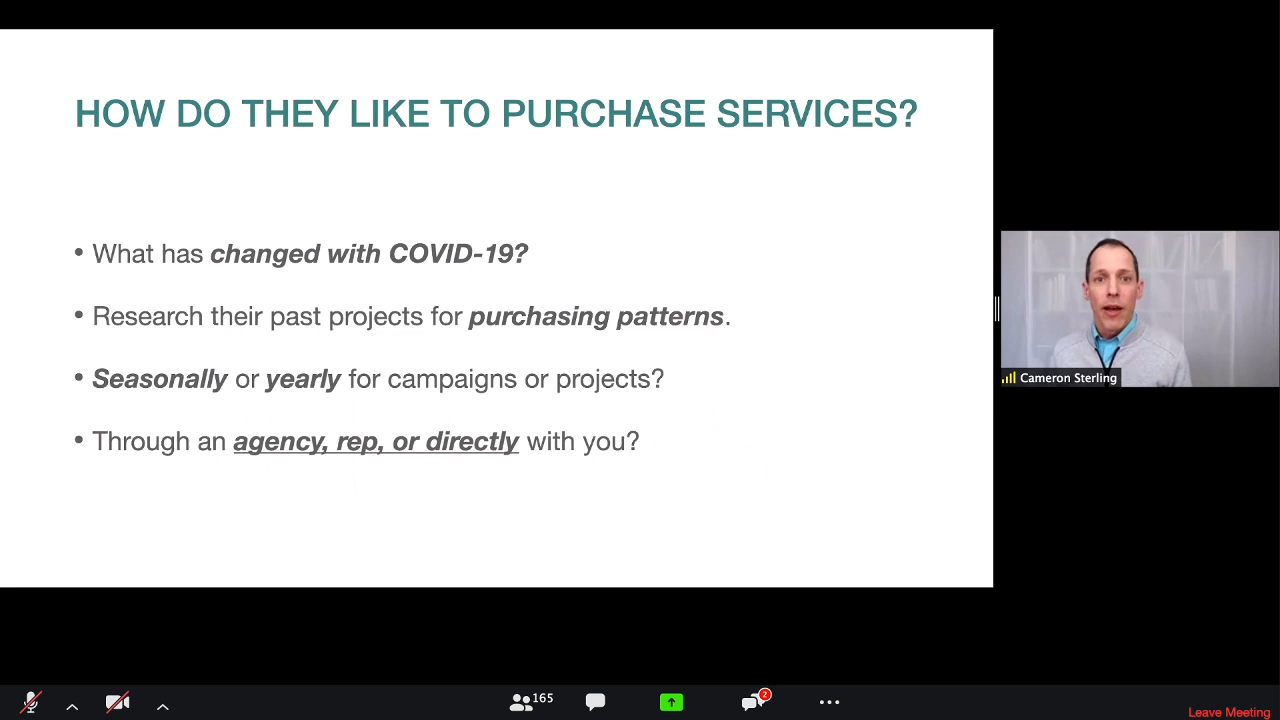 HOW DO THEY LIKE TO PURCHASE SERVICES?
• What has changed with COVID-19?
• Research their past projects for purchasing patterns.
• Seasonally or yearly for campaigns or projects?
• Through an agency, rep, or directly with you?
Cameron Sterling
165
2
Leave Meeting